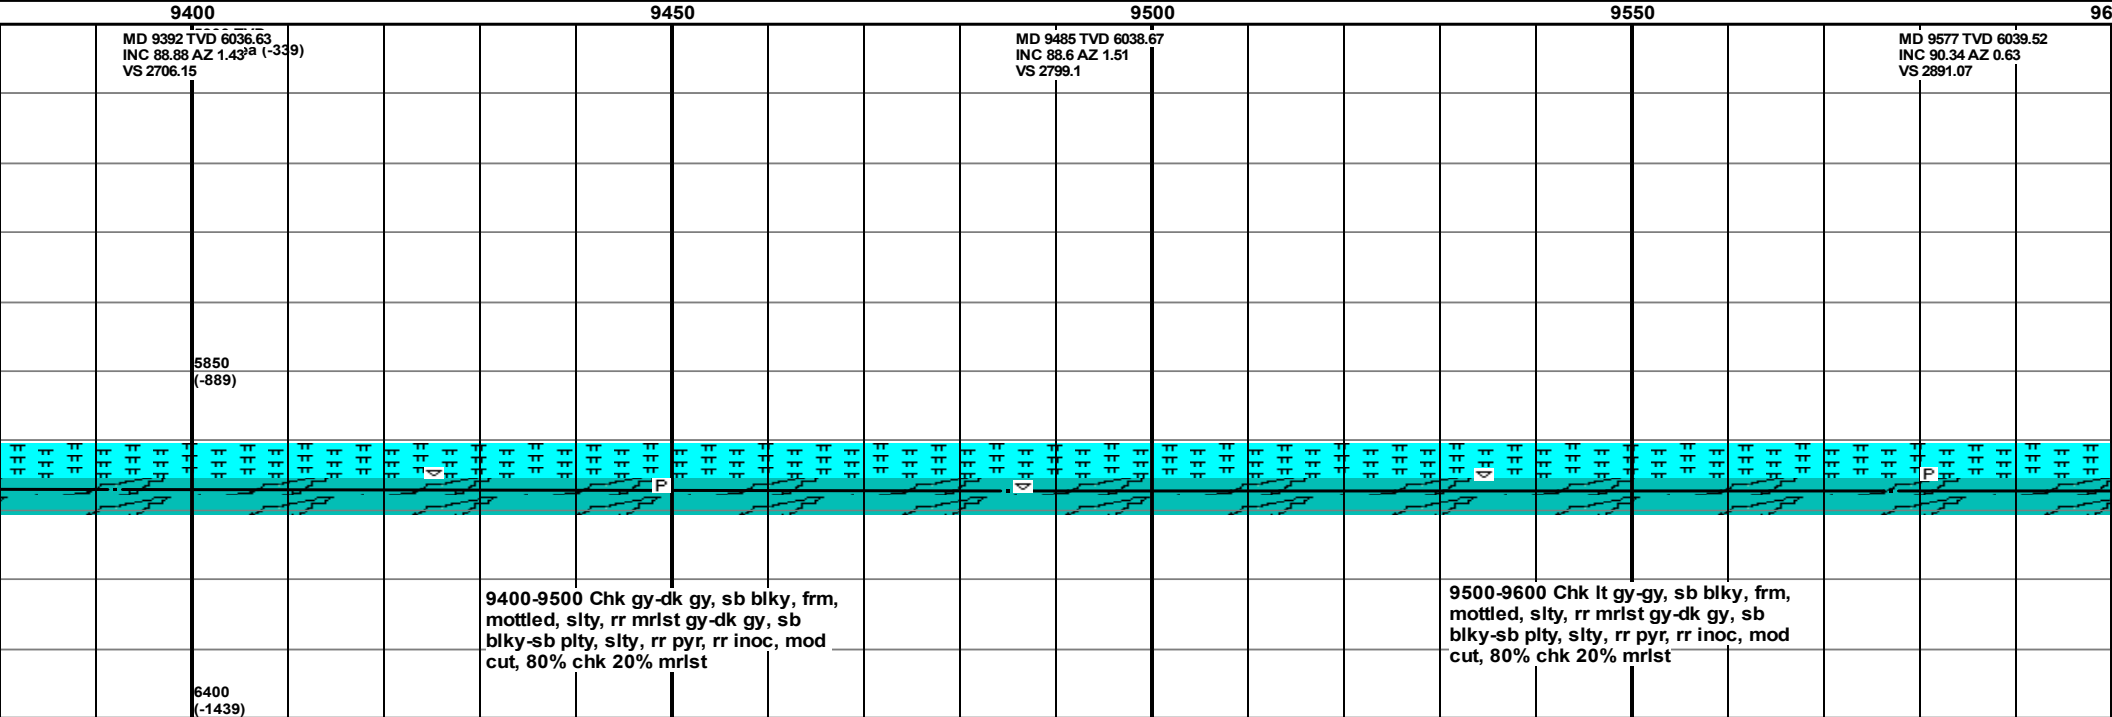 9400 9450 9500 9550 96
MD 9392 TVD 6036.63
INC 88.88 AZ 1.43
VS 2706.15
(-339)
MD 9485 TVD 6038.67
INC 88.6 AZ 1.51
VS 2799.1
MD 9577 TVD 6039.52
INC 90.34 AZ 0.63
VS 2891.07
5850
(-889)
P
P
9400-9500 Chk gy-dk gy, sb blky, frm,
mottled, slty, rr mrlst gy-dk gy, sb
blky-sb plty, slty, rr pyr, rr inoc, mod
cut, 80% chk 20% mrlst
9500-9600 Chk lt gy-gy, sb blky, frm,
mottled, slty, rr mrlst gy-dk gy, sb
blky-sb plty, slty, rr pyr, rr inoc, mod
cut, 80% chk 20% mrlst
6400
(-1439)